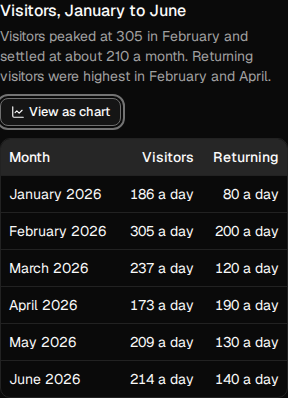 Visitors, January to June
Visitors peaked at 305 in February and
settled at about 210 a month. Returning
visitors were highest in February and April.
View as chart
Month Visitors Returning
January 2026 186 a day 80 a day
February 2026 305 a day 200 a day
March 2026 237 a day 120 a day
April 2026 173 a day 190 a day
May 2026 209 a day 130 a day
June 2026 214 a day 140 a day